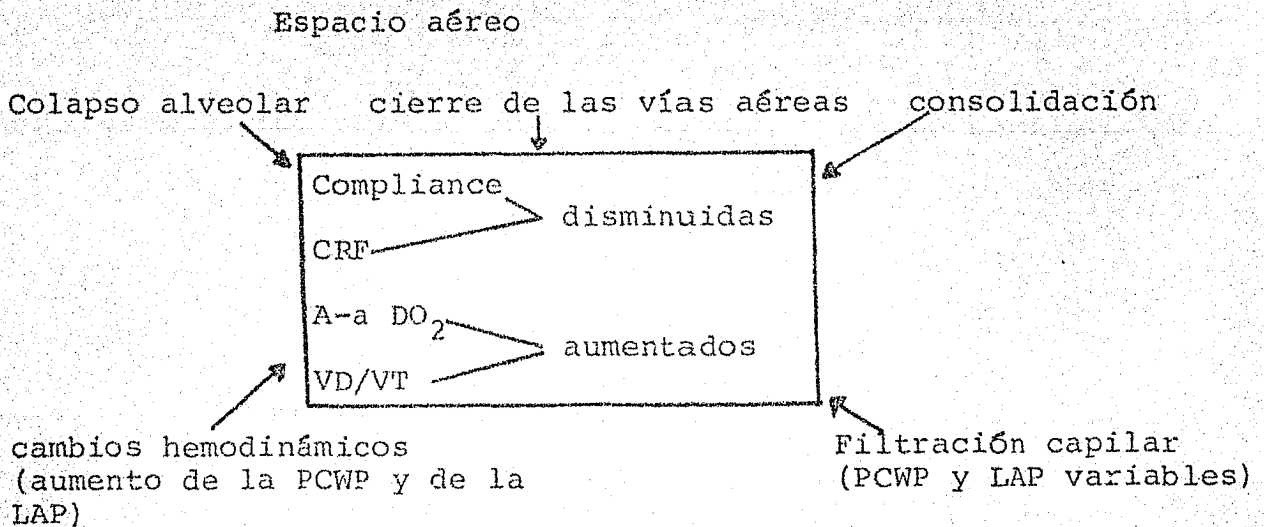 Espacio aéreo
Colapso alveolar cierre de las vías aéreas consolidación
Compliance
disminuidas
CRF
A-a DO2
aumentados
VD/VT
cambios hemodinámicos
(aumento de la PCWP y de la
LAP)
Filtración capilar
(PCWP y LAP variables)